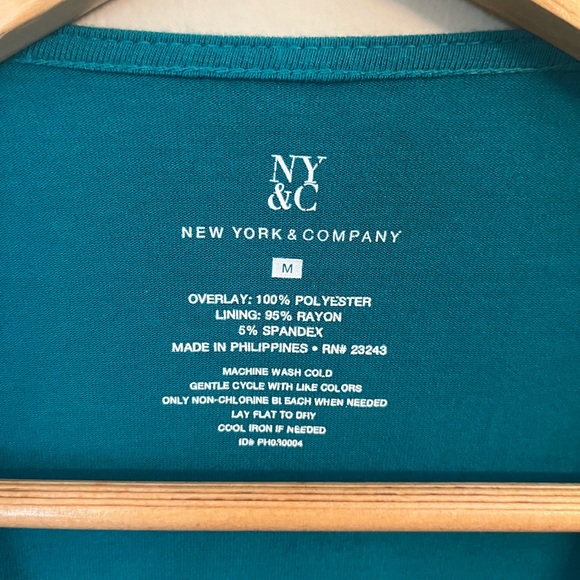 NY
&C
NEW YORK & COMPANY
M
OVERLAY: 100% POLYESTER
LINING: 95% RAYON
5% SPANDEX
MADE IN PHILIPPINES • RN# 23243
MACHINE WASH COLD
GENTLE CYCLE WITH LIKE COLORS
ONLY NON-CHLORINE BLEACH WHEN NEEDED
LAY FLAT TO DRY
COOL IRON IF NEEDED
ID# PH030004